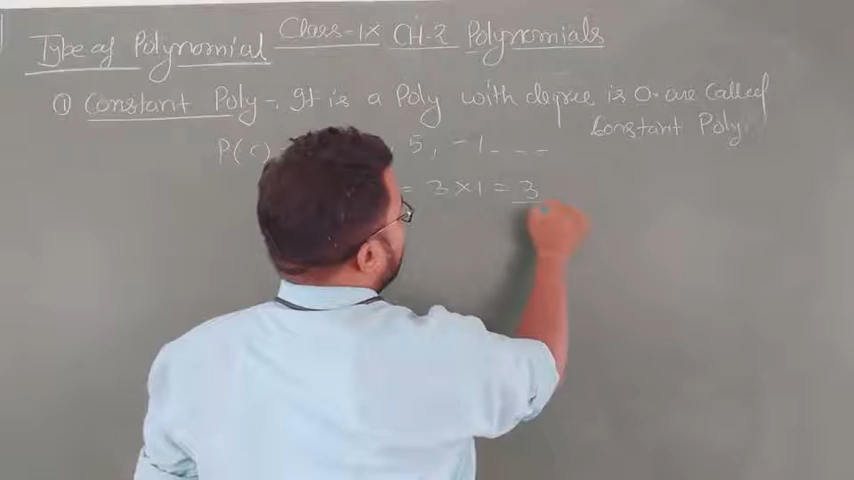 Type of Polynomial Class-IX CH-2 Polynomials
① Constant Poly-. It is a Poly with degree is 0. are called
Constant Poly.
P(x) , 5, -1 - - -
= 3×1 = 3